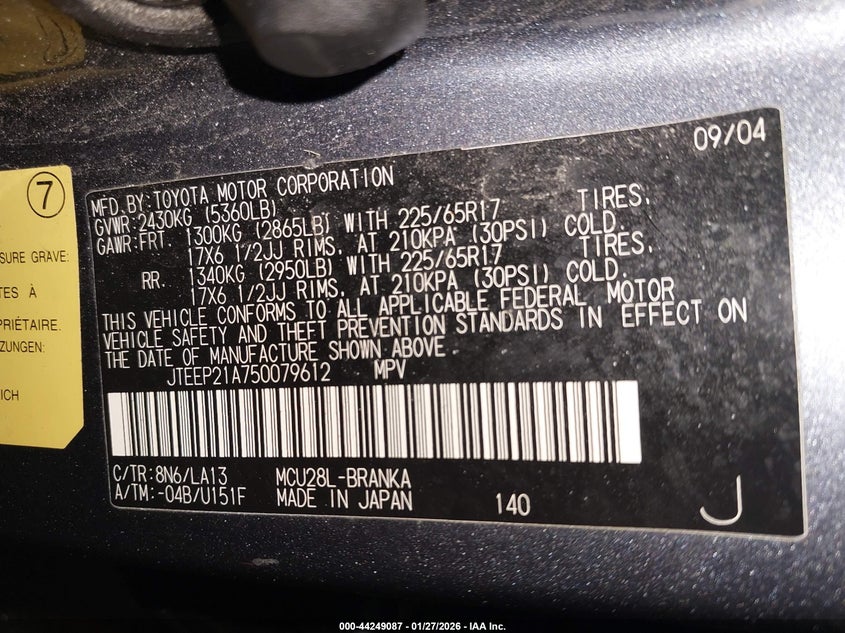 09/04
MFD.BY:TOYOTA MOTOR CORPORATION
GVWR:2430KG (5360LB)
GAWR:FRT. 1300KG (2865LB) WITH 225/65R17 TIRES.
17X6 1/2JJ RIMS, AT 210KPA (30PSI) COLD.
RR. 1340KG (2950LB) WITH 225/65R17 TIRES.
17X6 1/2JJ RIMS, AT 210KPA (30PSI) COLD.
THIS VEHICLE CONFORMS TO ALL APPLICABLE FEDERAL MOTOR
VEHICLE SAFETY AND THEFT PREVENTION STANDARDS IN EFFECT ON
THE DATE OF MANUFACTURE SHOWN ABOVE.
JTEEP21A750079612 MPV
C/TR:8N6/LA13 MCU28L-BRANKA
A/TM:-04B/U151F MADE IN JAPAN 140 J
7
SURE GRAVE:
TES À
PRIÉTAIRE.
ZUNGEN:
ICH
000-44249087 - 01/27/2026 - IAA Inc.